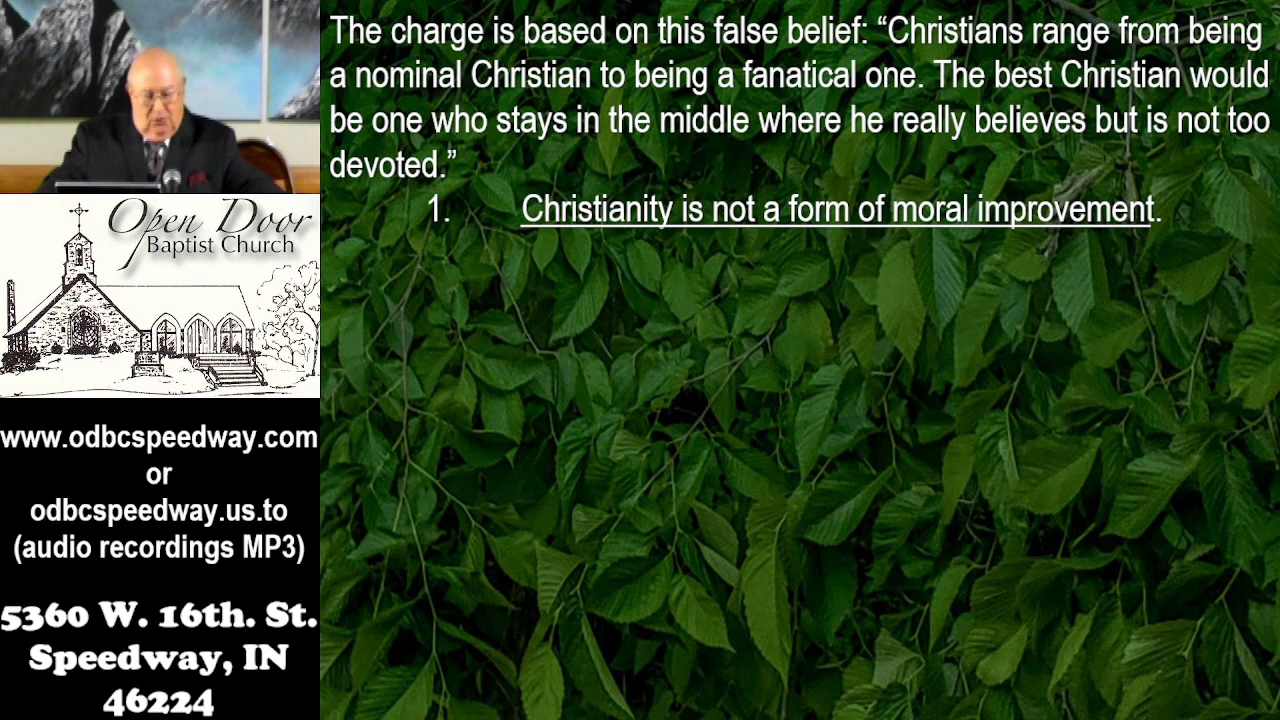 The charge is based on this false belief: “Christians range from being
a nominal Christian to being a fanatical one. The best Christian would
be one who stays in the middle where he really believes but is not too
devoted.”
1. Christianity is not a form of moral improvement.
Open Door
Baptist Church
www.odbcspeedway.com
or
odbcspeedway.us.to
(audio recordings MP3)
5360 W. 16th. St.
Speedway, IN
46224